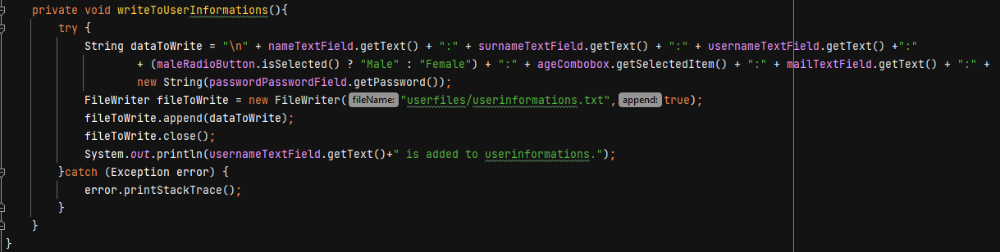 private void writeToUserInformations(){
try {
String dataToWrite = "\n" + nameTextField.getText() + ":" + surnameTextField.getText() + ":" + usernameTextField.getText() +":"
+ (maleRadioButton.isSelected() ? "Male" : "Female") + ":" + ageCombobox.getSelectedItem() + ":" + mailTextField.getText() + ":" +
new String(passwordPasswordField.getPassword());
FileWriter fileToWrite = new FileWriter( fileName: "userfiles/userinformations.txt", append: true);
fileToWrite.append(dataToWrite);
fileToWrite.close();
System.out.println(usernameTextField.getText()+" is added to userinformations.");
}catch (Exception error) {
error.printStackTrace();
}
}
}